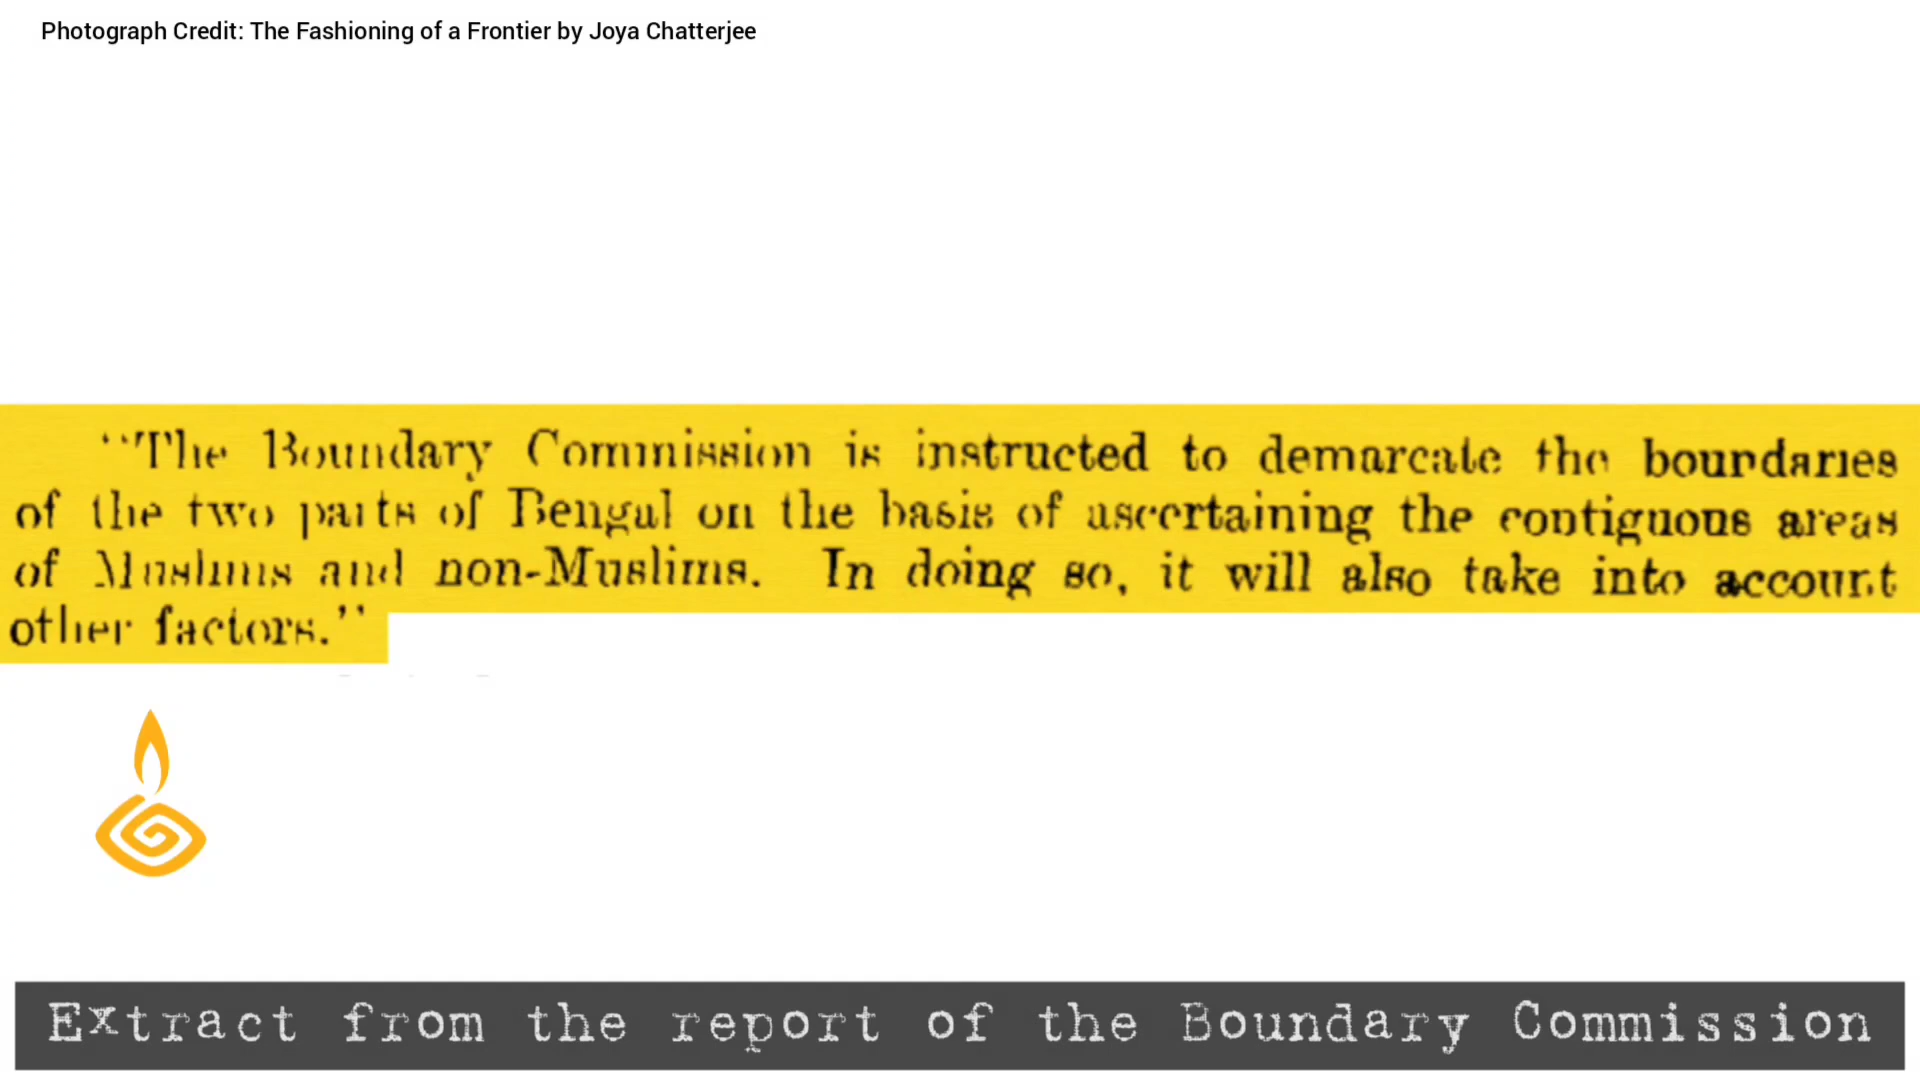 Photograph Credit: The Fashioning of a Frontier by Joya Chatterjee
“The Boundary Commission is instructed to demarcate the boundaries
of the two parts of Bengal on the basis of ascertaining the contiguous areas
of Muslims and non-Muslims. In doing so, it will also take into account
other factors.”
Extract from the report of the Boundary Commission